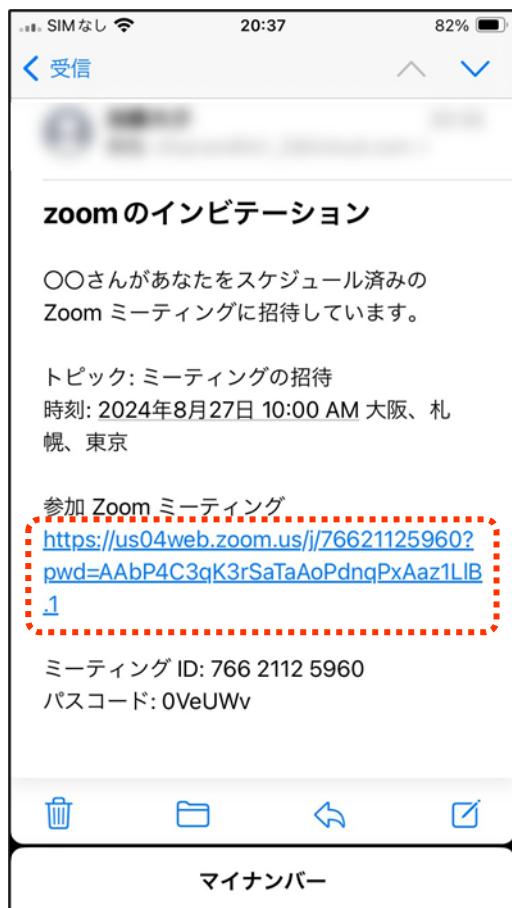 SIMなし 20:37 82%
受信
zoomのインビテーション
〇〇さんがあなたをスケジュール済みの
Zoom ミーティングに招待しています。
トピック: ミーティングの招待
時刻: 2024年8月27日 10:00 AM 大阪、札
幌、東京
参加 Zoom ミーティング
https://us04web.zoom.us/j/76621125960?
pwd=AAbP4C3qK3rSaTaAoPdnqPxAaz1LlB
.1
ミーティング ID: 766 2112 5960
パスコード: 0VeUWv
マイナンバー